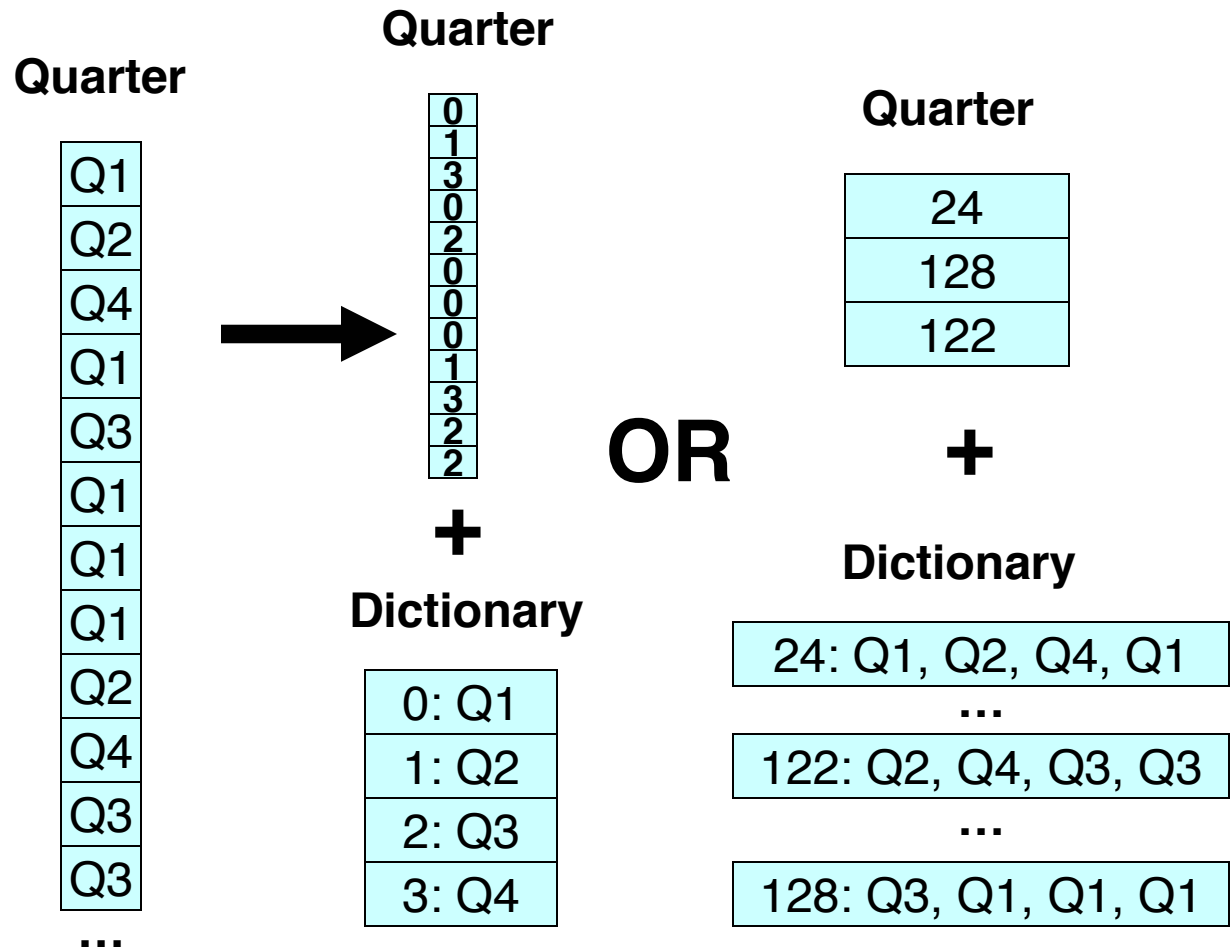 Quarter
Q1
Q2
Q4
Q1
Q3
Q1
Q1
Q1
Q2
Q4
Q3
Q3
...
Quarter
0
1
3
0
2
0
0
0
1
3
2
2
+
Dictionary
0: Q1
1: Q2
2: Q3
3: Q4
OR
Quarter
24
128
122
+
Dictionary
24: Q1, Q2, Q4, Q1
...
122: Q2, Q4, Q3, Q3
...
128: Q3, Q1, Q1, Q1